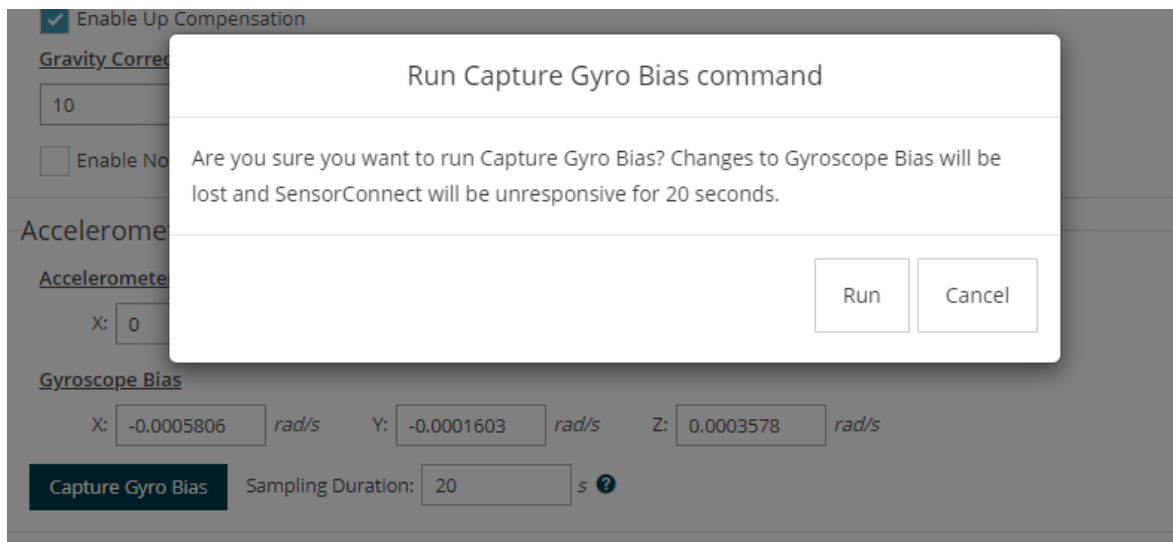 Enable Up Compensation
Gravity Correc
Run Capture Gyro Bias command
10
Enable No
Are you sure you want to run Capture Gyro Bias? Changes to Gyroscope Bias will be
lost and SensorConnect will be unresponsive for 20 seconds.
Accelerome
Acceleromete
X: 0
Run Cancel
Gyroscope Bias
X: -0.0005806 rad/s Y: -0.0001603 rad/s Z: 0.0003578 rad/s
Capture Gyro Bias Sampling Duration: 20 s ?